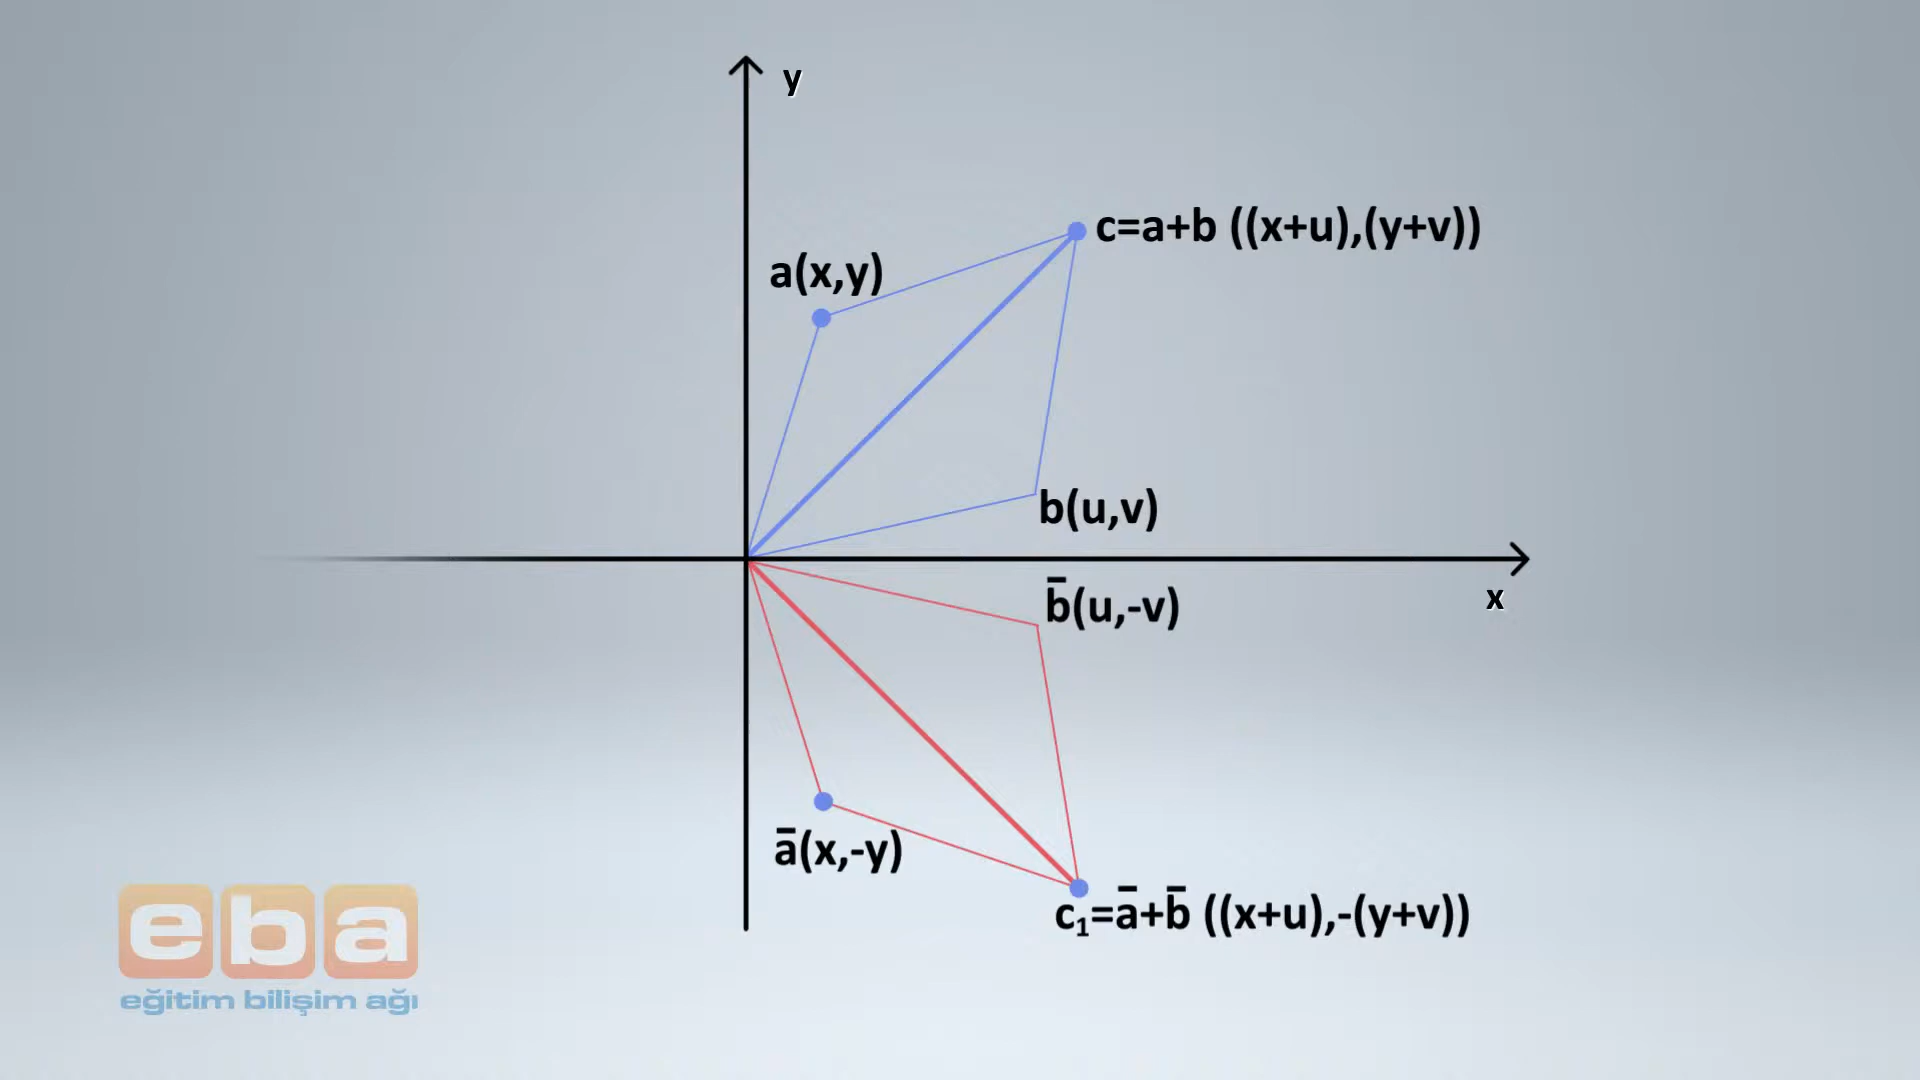 y
c=a+b ((x+u),(y+v))
a(x,y)
b(u,v)
b̄(u,-v)
x
ā(x,-y)
c₁=ā+b̄ ((x+u),-(y+v))
eba
eğitim bilişim ağı